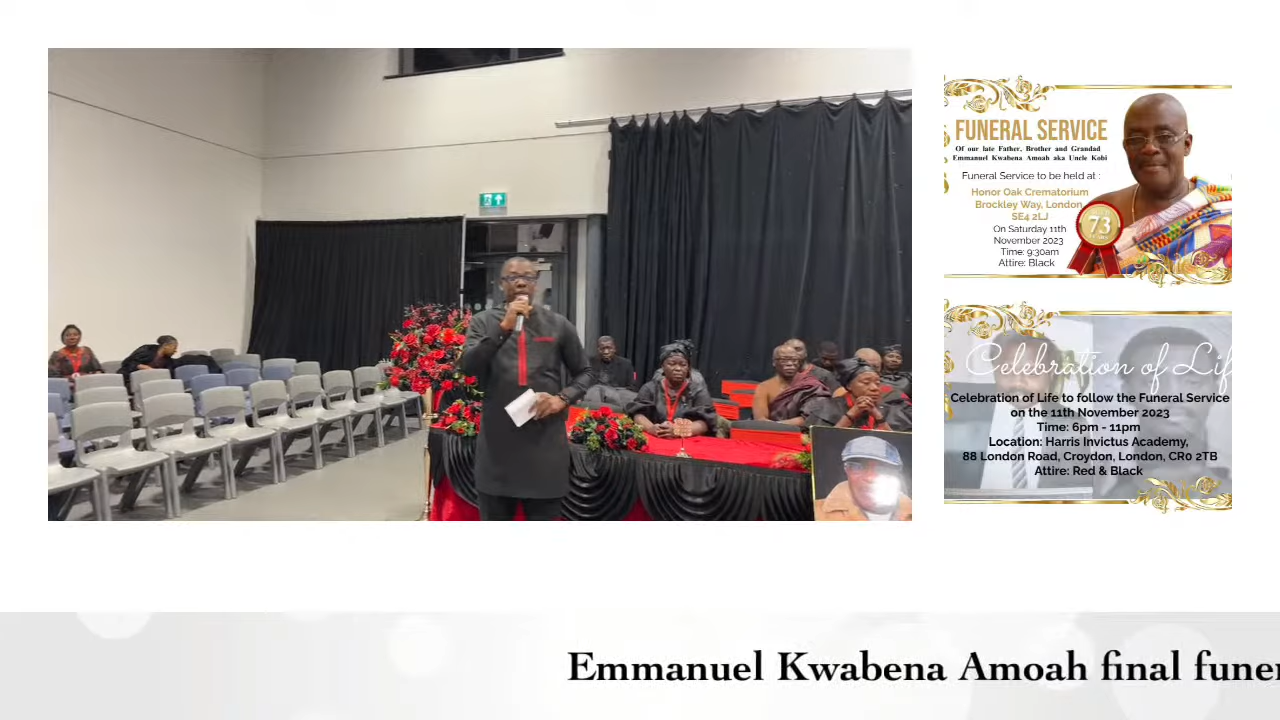 FUNERAL SERVICE
Of our late Father, Brother and Grandad
Emmanuel Kwabena Amoah aka Uncle Kobi
Funeral Service to be held at :
Honor Oak Crematorium
Brockley Way, London
SE4 2LJ
On Saturday 11th
November 2023
Time: 9:30am
Attire: Black
73
Celebration of Lif
Celebration of Life to follow the Funeral Service
on the 11th November 2023
Time: 6pm - 11pm
Location: Harris Invictus Academy,
88 London Road, Croydon, London, CR0 2TB
Attire: Red & Black
Emmanuel Kwabena Amoah final funer